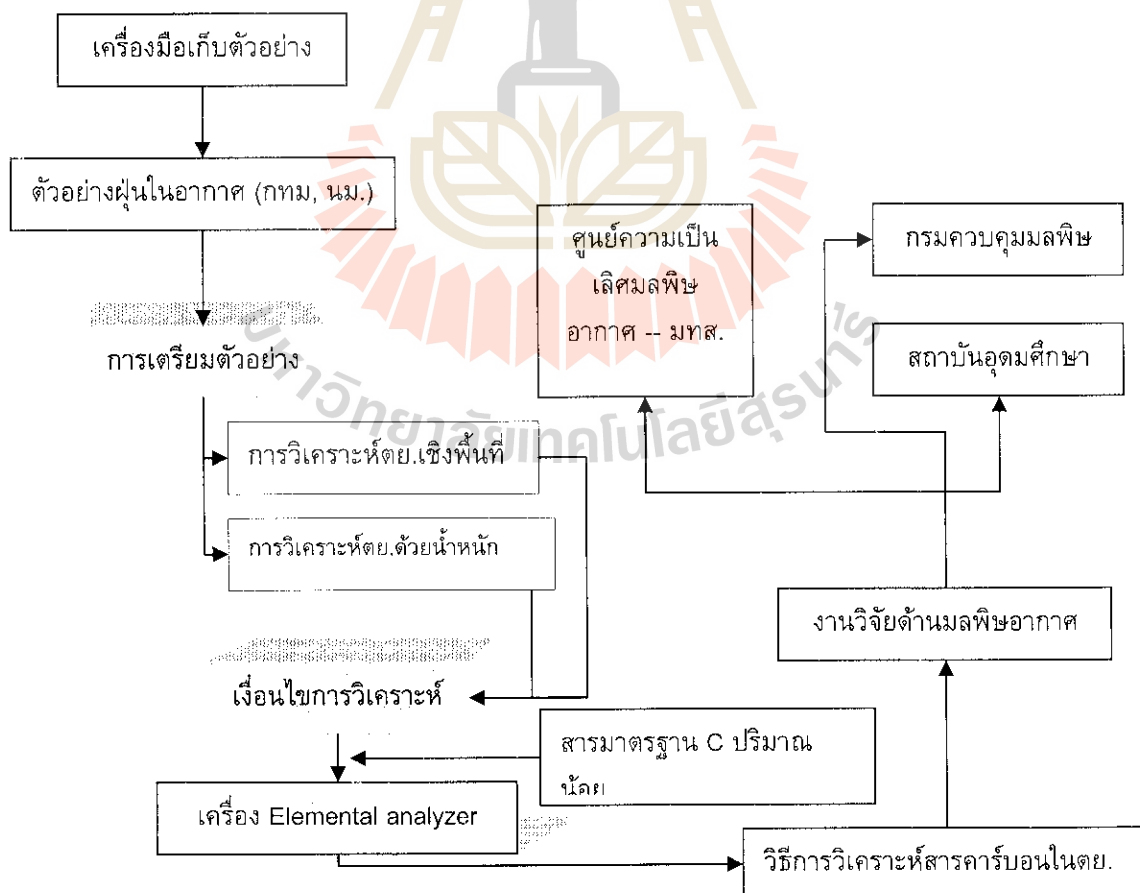 เครื่องมือเก็บตัวอย่าง
ตัวอย่างฝุ่นในอากาศ (กทม, นม.)
การเตรียมตัวอย่าง
การวิเคราะห์ตย.เชิงพื้นที่
การวิเคราะห์ตย.ด้วยน้ำหนัก
เงื่อนไขการวิเคราะห์
สารมาตรฐาน C ปริมาณ
น้อย
เครื่อง Elemental analyzer
วิธีการวิเคราะห์สารคาร์บอนในตย.
งานวิจัยด้านมลพิษอากาศ
ศูนย์ความเป็น
เลิศมลพิษ
อากาศ -- มทส.
กรมควบคุมมลพิษ
สถาบันอุดมศึกษา
มหาวิทยาลัยเทคโนโลยีสุรนารี